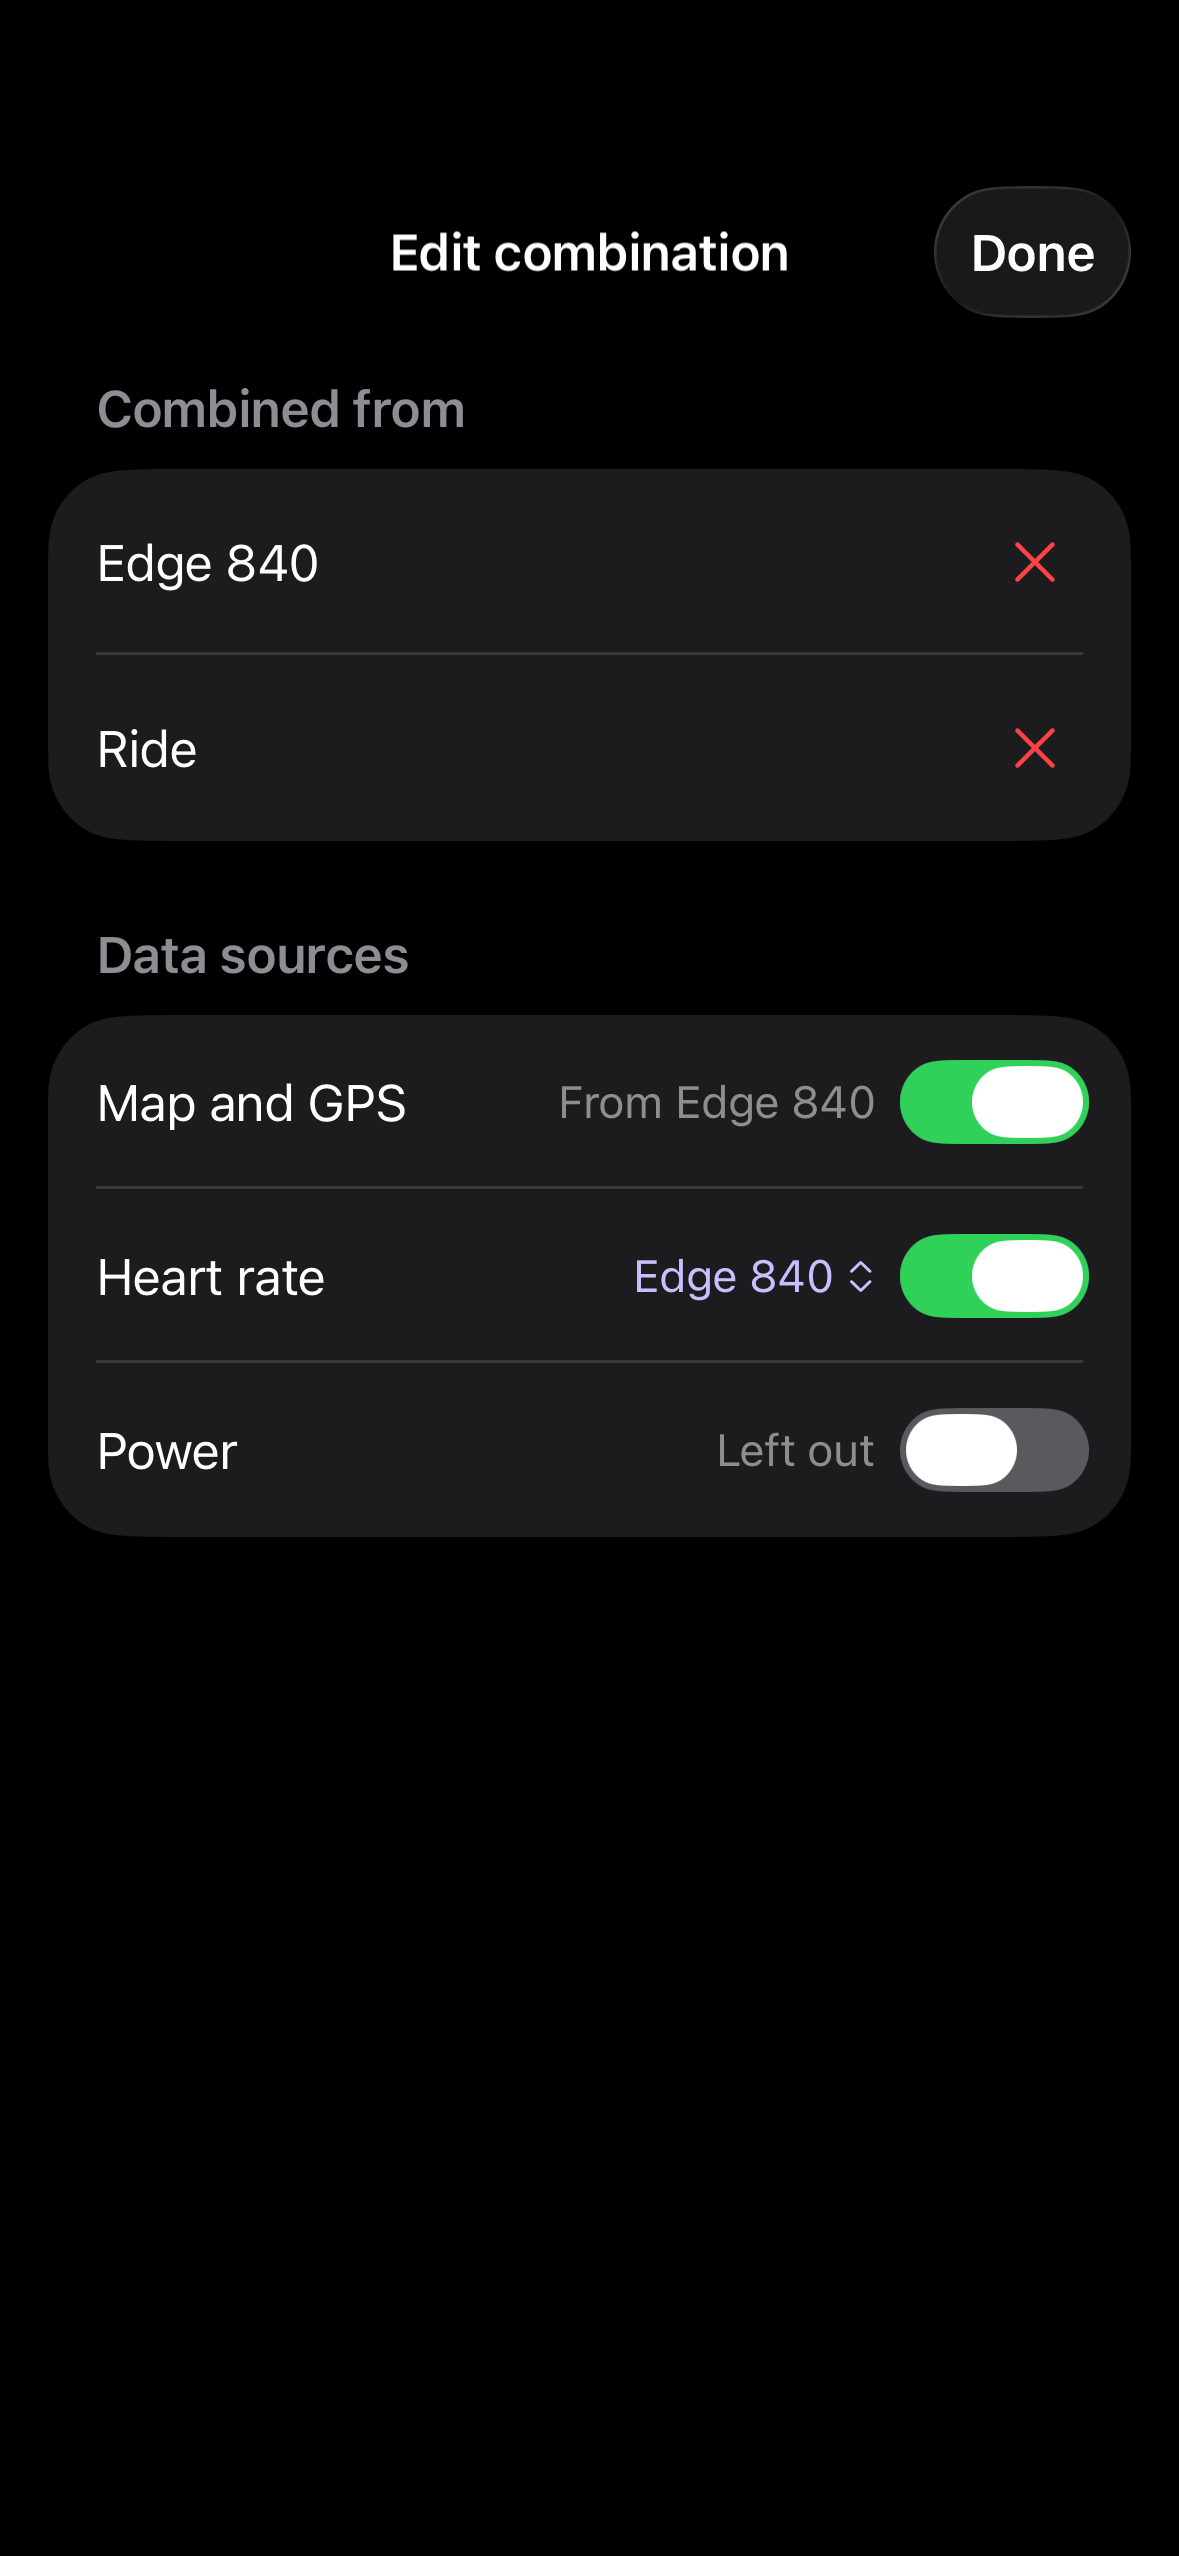 Edit combination
Done
Combined from
Edge 840
Ride
Data sources
Map and GPS From Edge 840
Heart rate Edge 840
Power Left out